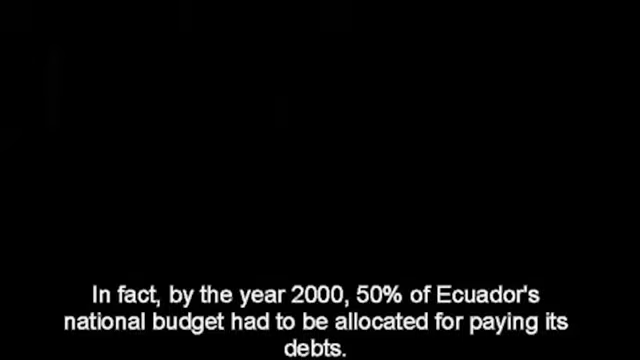 In fact, by the year 2000, 50% of Ecuador's
national budget had to be allocated for paying its
debts.